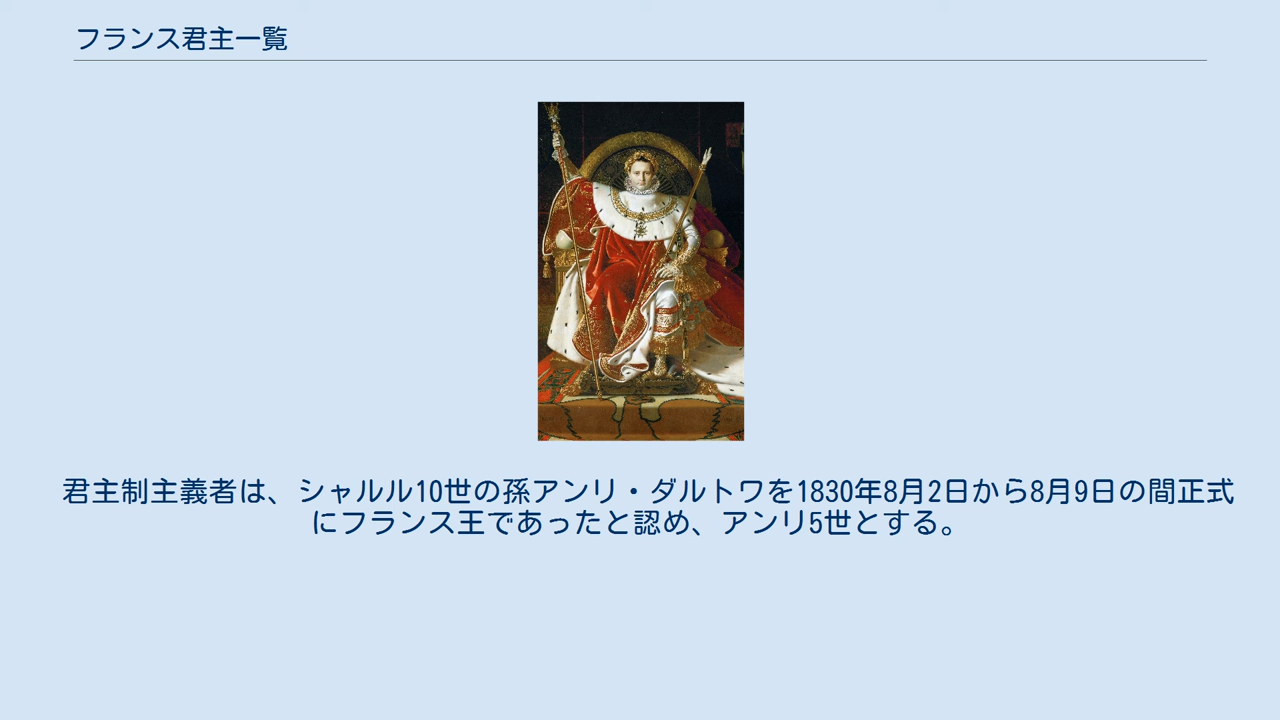 フランス君主一覧
君主制主義者は、シャルル10世の孫アンリ・ダルトワを1830年8月2日から8月9日の間正式
にフランス王であったと認め、アンリ5世とする。